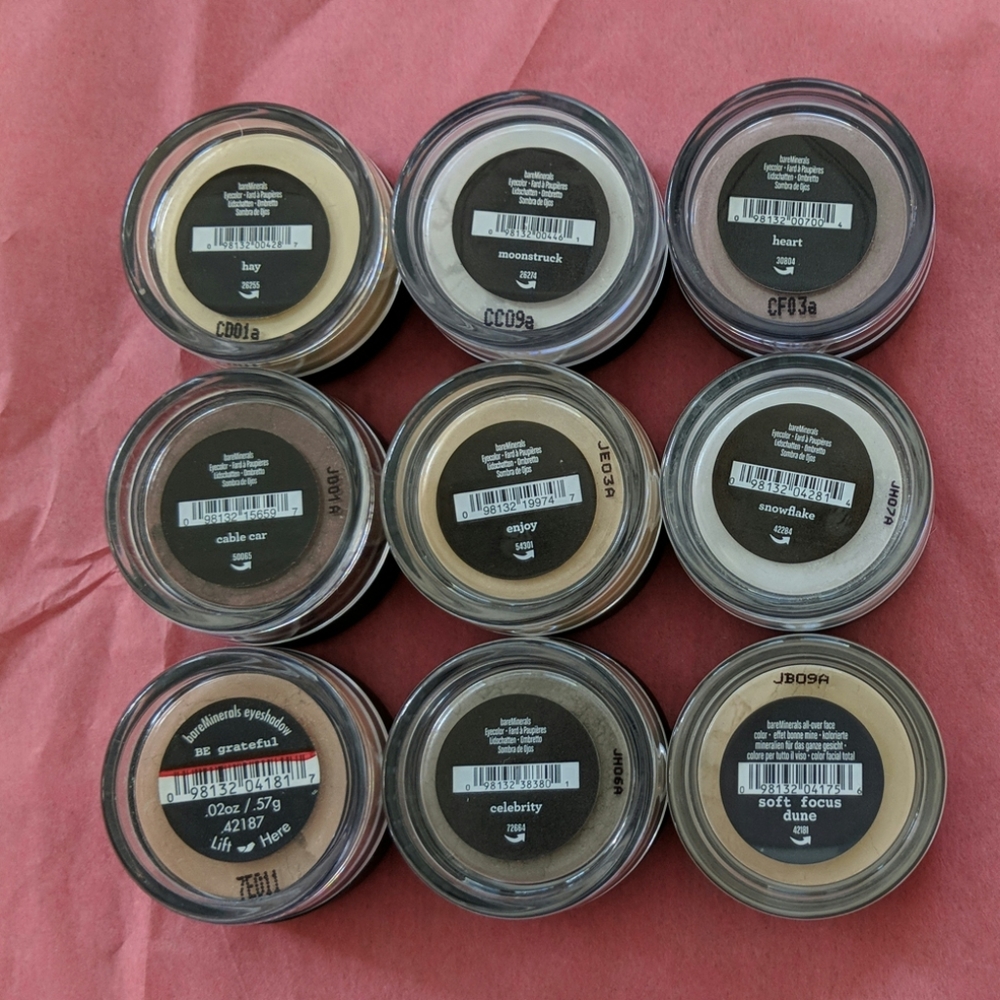 bareMinerals
Eyecolor • Fard à Paupières
Lidschatten • Ombretto
Sombra de Ojos
0 98132 00428 7
hay
26255
CD01a
bareMinerals
Eyecolor • Fard à Paupières
Lidschatten • Ombretto
Sombra de Ojos
0 98132 00446 1
moonstruck
26274
CC09a
bareMinerals
Eyecolor • Fard à Paupières
Lidschatten • Ombretto
Sombra de Ojos
0 98132 00700 4
heart
30804
CF03a
bareMinerals
Eyecolor • Fard à Paupières
Lidschatten • Ombretto
Sombra de Ojos
0 98132 15659 7
cable car
50065
JD01A
bareMinerals
Eyecolor • Fard à Paupières
Lidschatten • Ombretto
Sombra de Ojos
0 98132 19974 7
enjoy
54301
JE03A
bareMinerals
Eyecolor • Fard à Paupières
Lidschatten • Ombretto
Sombra de Ojos
0 98132 04281 4
snowflake
42284
JH07A
bareMinerals eyeshadow
BE grateful
0 98132 04181 7
.02oz / .57g
42187
Lift Here
7E011
bareMinerals
Eyecolor • Fard à Paupières
Lidschatten • Ombretto
Sombra de Ojos
0 98132 38380 1
celebrity
72664
JH06A
JB09A
bareMinerals all-over face
color • effet bonne mine • kolorierte
mineralien für das ganze gesicht •
colore per tutto il viso • color facial total
0 98132 04175 6
soft focus
dune
42181